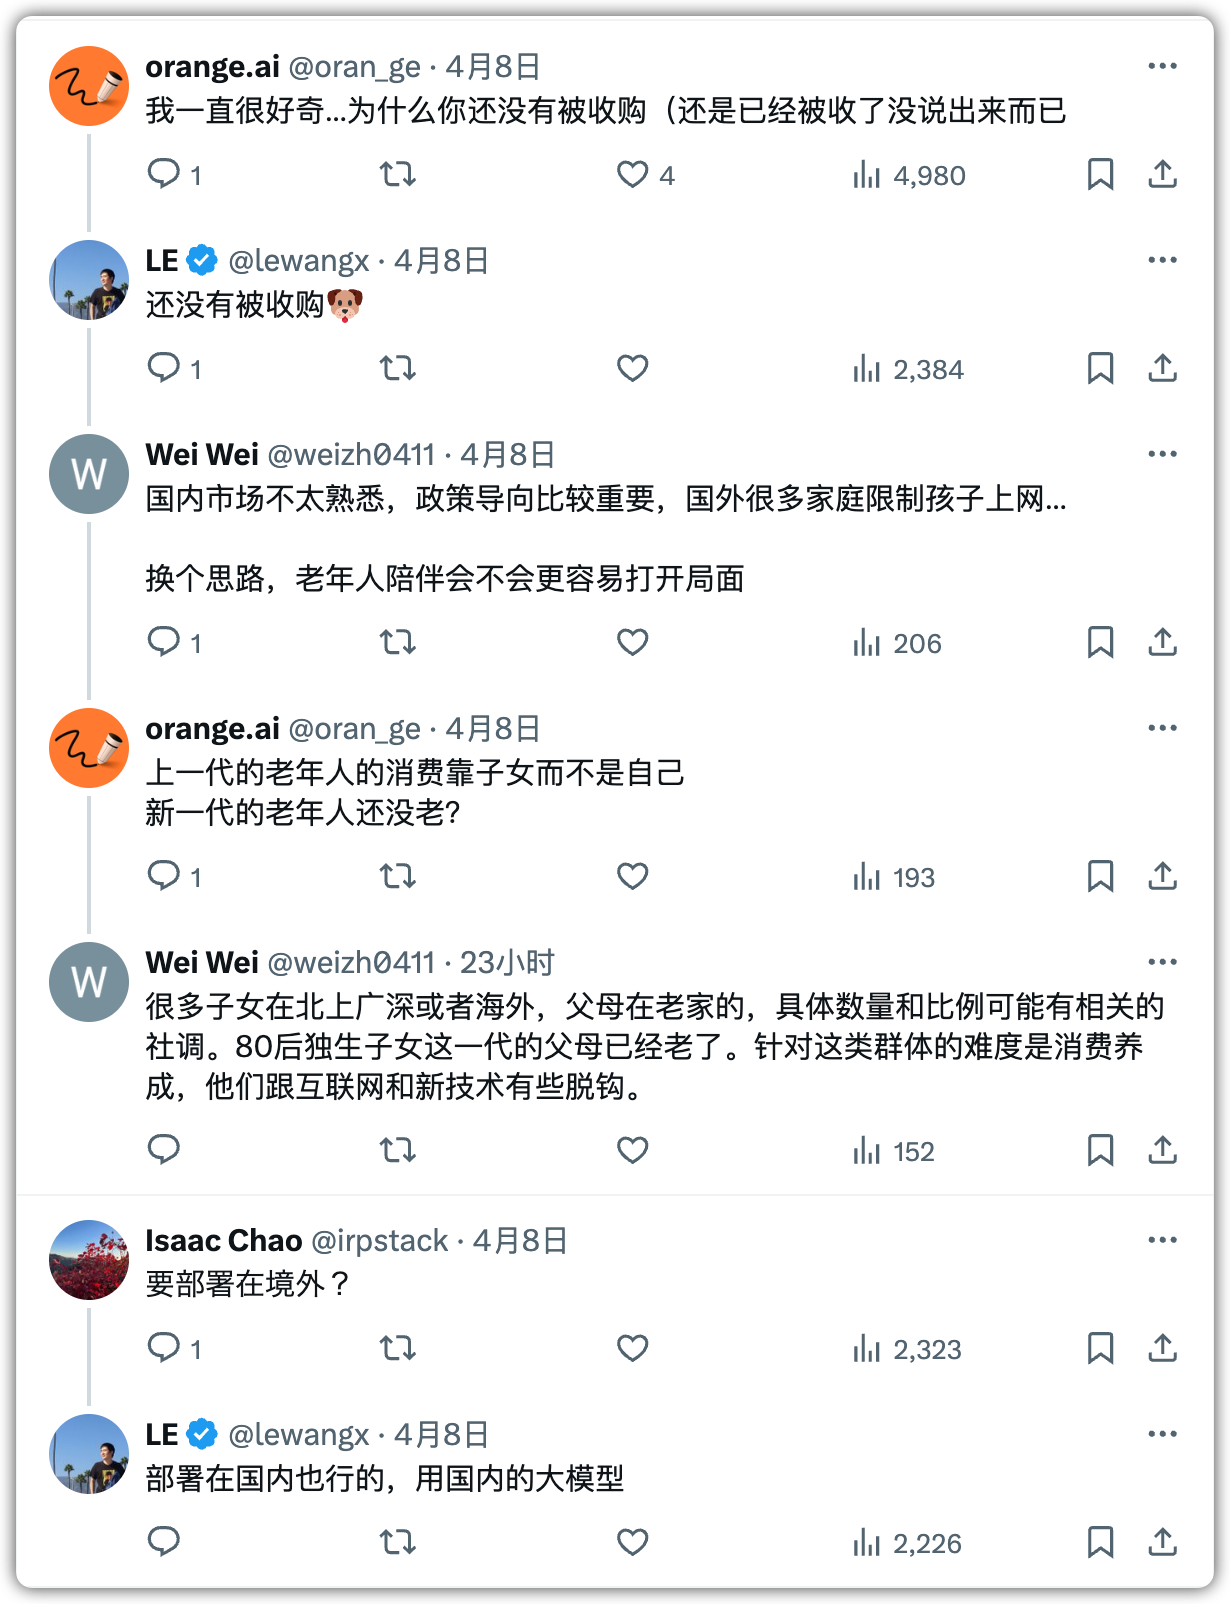 orange.ai @oran_ge · 4月8日
我一直很好奇...为什么你还没有被收购（还是已经被收了没说出来而已
1 4 4,980
LE @lewangx · 4月8日
还没有被收购🐶
1 2,384
W
Wei Wei @weizh0411 · 4月8日
国内市场不太熟悉，政策导向比较重要，国外很多家庭限制孩子上网...
换个思路，老年人陪伴会不会更容易打开局面
1 206
orange.ai @oran_ge · 4月8日
上一代的老年人的消费靠子女而不是自己
新一代的老年人还没老?
1 193
W
Wei Wei @weizh0411 · 23小时
很多子女在北上广深或者海外，父母在老家的，具体数量和比例可能有相关的
社调。80后独生子女这一代的父母已经老了。针对这类群体的难度是消费养
成，他们跟互联网和新技术有些脱钩。
152
Isaac Chao @irpstack · 4月8日
要部署在境外？
1 2,323
LE @lewangx · 4月8日
部署在国内也行的，用国内的大模型
2,226